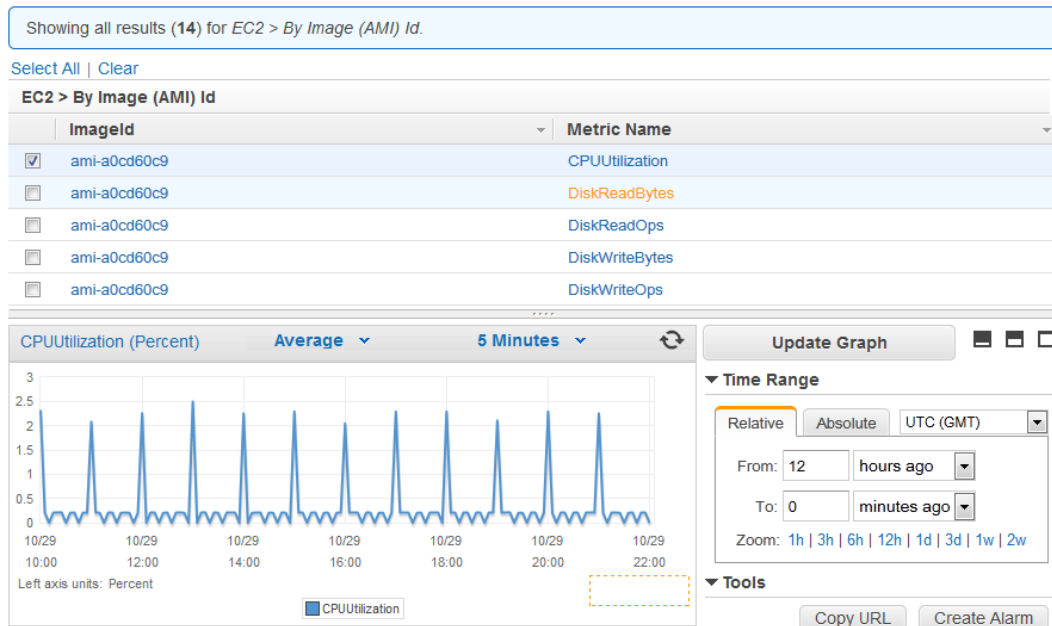 Showing all results (14) for EC2 > By Image (AMI) Id.
Select All | Clear
EC2 > By Image (AMI) Id
ImageId Metric Name
ami-a0cd60c9 CPUUtilization
ami-a0cd60c9 DiskReadBytes
ami-a0cd60c9 DiskReadOps
ami-a0cd60c9 DiskWriteBytes
ami-a0cd60c9 DiskWriteOps
CPUUtilization (Percent) Average 5 Minutes
3
2.5
2
1.5
1
0.5
0
10/29 10/29 10/29 10/29 10/29 10/29 10/29
10:00 12:00 14:00 16:00 18:00 20:00 22:00
Left axis units: Percent
CPUUtilization
Update Graph
Time Range
Relative Absolute UTC (GMT)
From: 12 hours ago
To: 0 minutes ago
Zoom: 1h | 3h | 6h | 12h | 1d | 3d | 1w | 2w
Tools
Copy URL Create Alarm